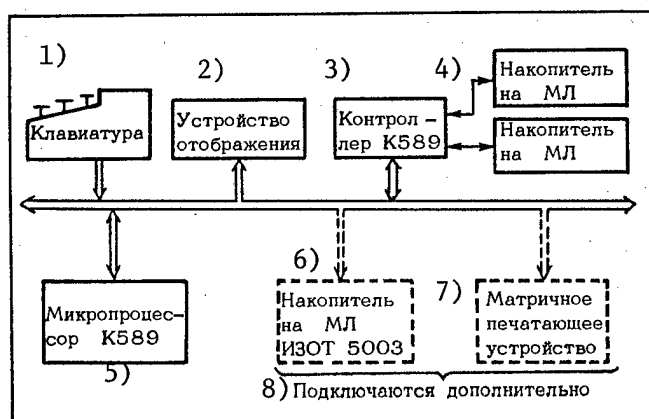 1)
Клавиатура
2)
Устройство
отображения
3)
Контрол -
лер К589
4)
Накопитель
на МЛ
Накопитель
на МЛ
Микропроцес-
сор К589
5)
6)
Накопитель
на МЛ
ИЗОТ 5003
7)
Матричное
печатающее
устройство
8) Подключаются дополнительно